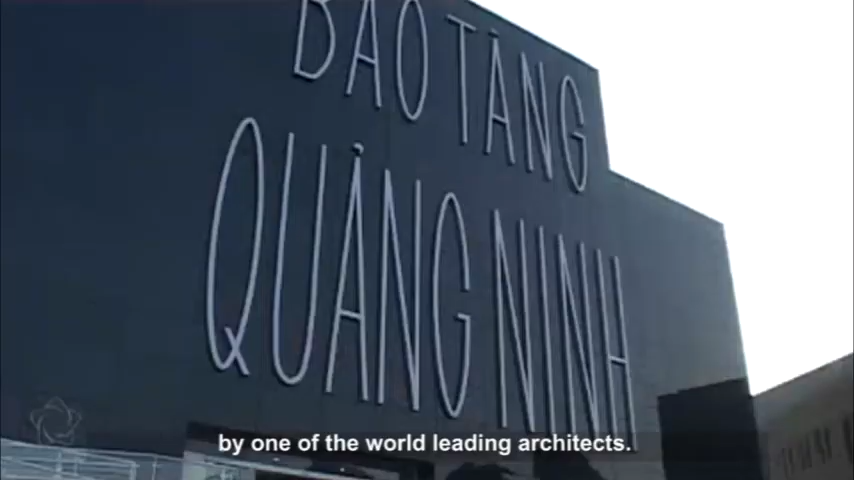 BẢO TÀNG
QUẢNG NINH
by one of the world leading architects.